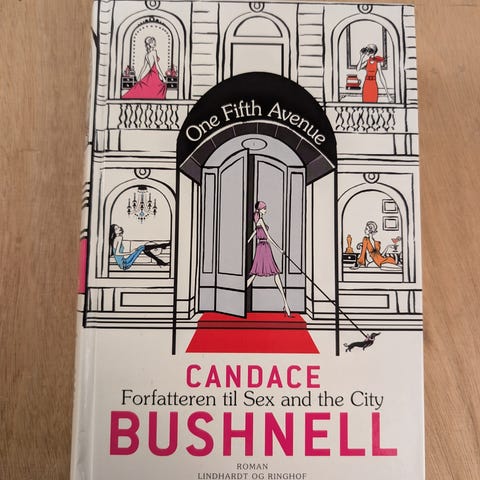 One Fifth Avenue
CANDACE
Forfatteren til Sex and the City
BUSHNELL
ROMAN
LINDHARDT OG RINGHOF